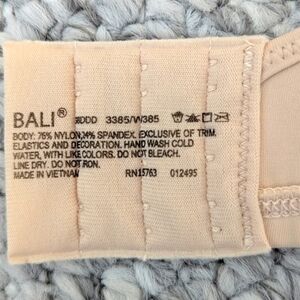 BALI®
DDD 3385/W385
BODY: 76% NYLON, 24% SPANDEX. EXCLUSIVE OF TRIM,
ELASTICS AND DECORATION. HAND WASH COLD
WATER, WITH LIKE COLORS. DO NOT BLEACH.
LINE DRY. DO NOT IRON.
MADE IN VIETNAM RN15763 012495